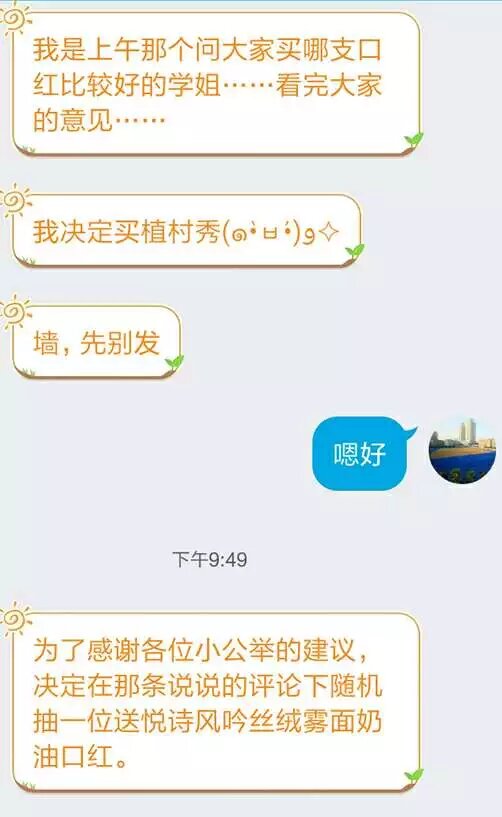 我是上午那个问大家买哪支口
红比较好的学姐……看完大家
的意见……
我决定买植村秀(๑•̀ㅂ•́)و✧
墙，先别发
嗯好
下午9:49
为了感谢各位小公举的建议，
决定在那条说说的评论下随机
抽一位送悦诗风吟丝绒雾面奶
油口红。